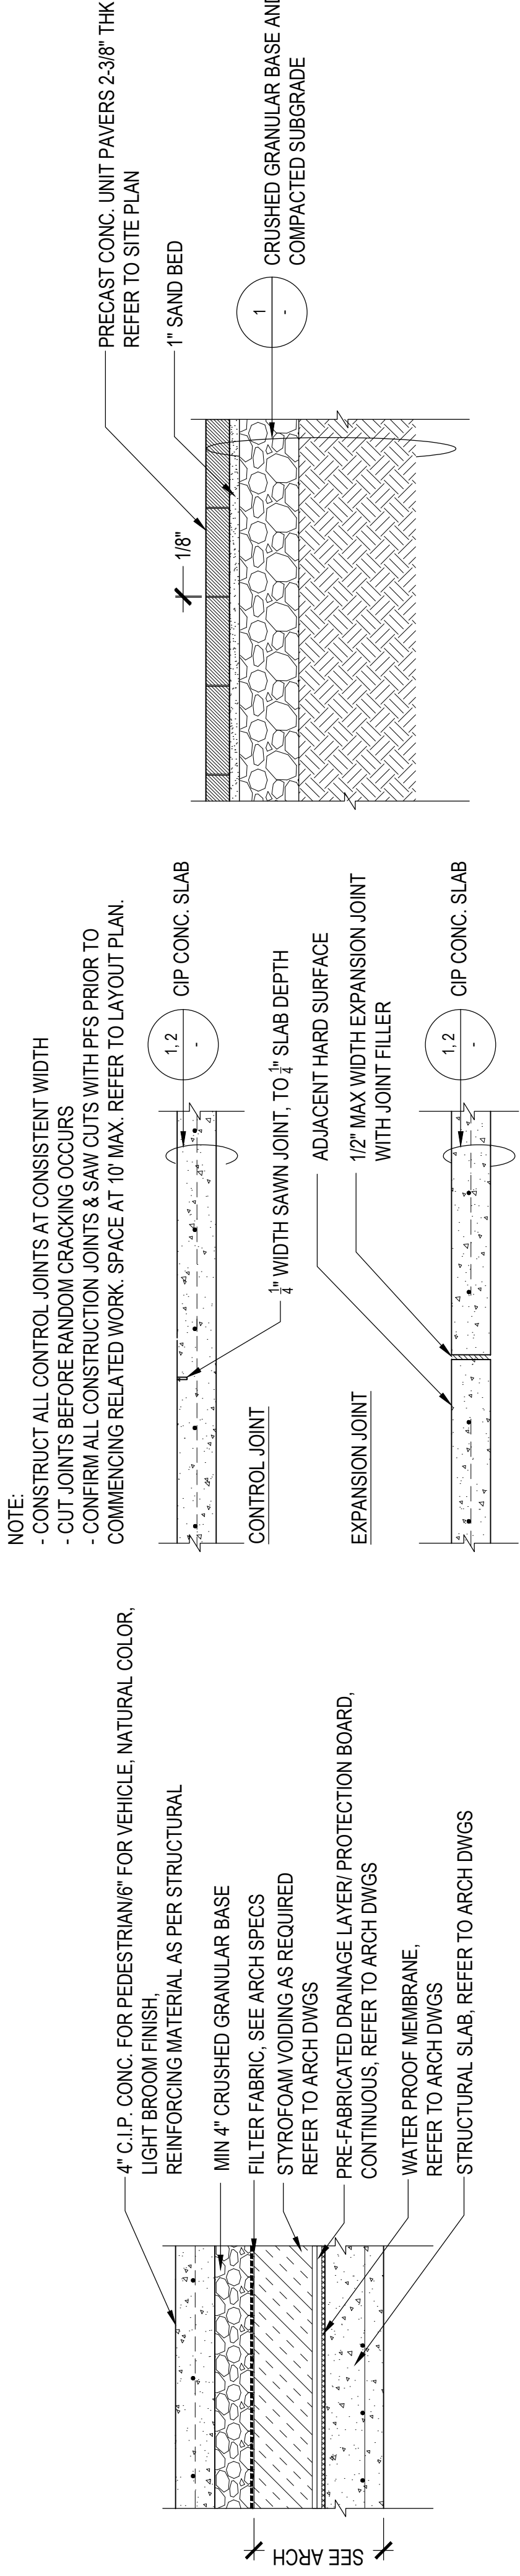 4" C.I.P. CONC. FOR PEDESTRIAN/6" FOR VEHICLE, NATURAL COLOR,
LIGHT BROOM FINISH,
REINFORCING MATERIAL AS PER STRUCTURAL
MIN 4" CRUSHED GRANULAR BASE
FILTER FABRIC, SEE ARCH SPECS
STYROFOAM VOIDING AS REQUIRED
REFER TO ARCH DWGS
PRE-FABRICATED DRAINAGE LAYER/ PROTECTION BOARD,
CONTINUOUS, REFER TO ARCH DWGS
WATER PROOF MEMBRANE,
REFER TO ARCH DWGS
STRUCTURAL SLAB, REFER TO ARCH DWGS
SEE ARCH
NOTE:
- CONSTRUCT ALL CONTROL JOINTS AT CONSISTENT WIDTH
- CUT JOINTS BEFORE RANDOM CRACKING OCCURS
- CONFIRM ALL CONSTRUCTION JOINTS & SAW CUTS WITH PFS PRIOR TO
COMMENCING RELATED WORK. SPACE AT 10' MAX. REFER TO LAYOUT PLAN.
1, 2
-
CIP CONC. SLAB
1/4" WIDTH SAWN JOINT, TO 1/4" SLAB DEPTH
CONTROL JOINT
ADJACENT HARD SURFACE
1/2" MAX WIDTH EXPANSION JOINT
WITH JOINT FILLER
EXPANSION JOINT
1, 2
-
CIP CONC. SLAB
PRECAST CONC. UNIT PAVERS 2-3/8" THK
REFER TO SITE PLAN
1" SAND BED
1/8"
1
-
CRUSHED GRANULAR BASE AND
COMPACTED SUBGRADE